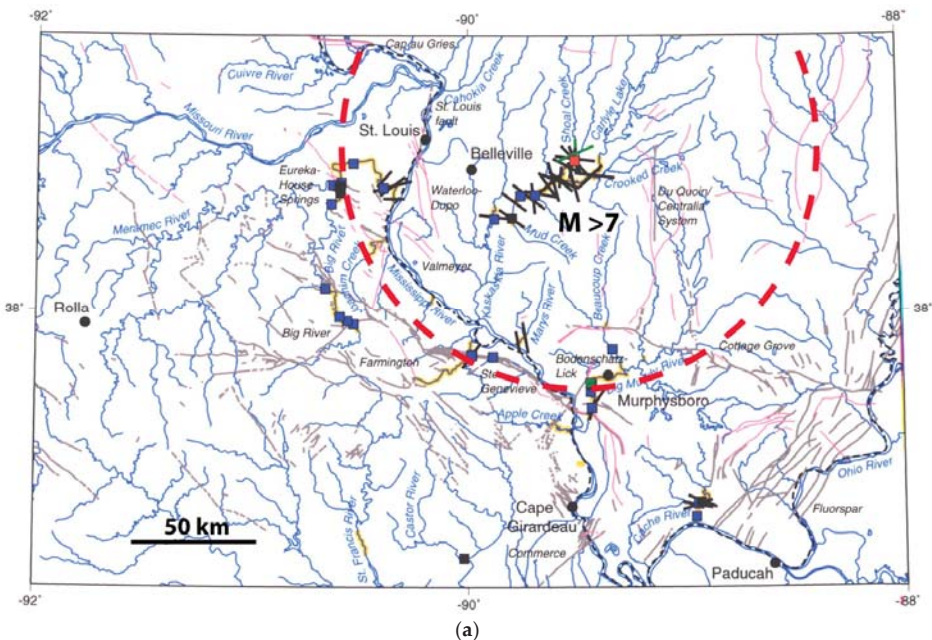 -92°
-90°
-88°
Cap au Gries
Cuivre River
Cahokia Creek
Missouri River
St. Louis
fault
St. Louis
Shoal Creek
Carlyle Lake
Belleville
Eureka-
House
Springs
Waterloo-
Dupo
Crooked Creek
Du Quoin/
Centralia
System
M >7
Mud Creek
Meramec River
Big River
Kaskaskia River
Beaucoup Creek
Valmeyer
Mississippi River
Marys River
38°
38°
Rolla
Big River
Farmington
Ste
Genevieve
Bodenschatz-
Lick
Cottage Grove
Big Muddy River
Murphysboro
Apple Creek
Ohio River
50 km
St. Francis River
Castor River
Cape
Girardeau
Cache River
Fluorspar
Commerce
Paducah
-92°
-90°
-88°
(a)